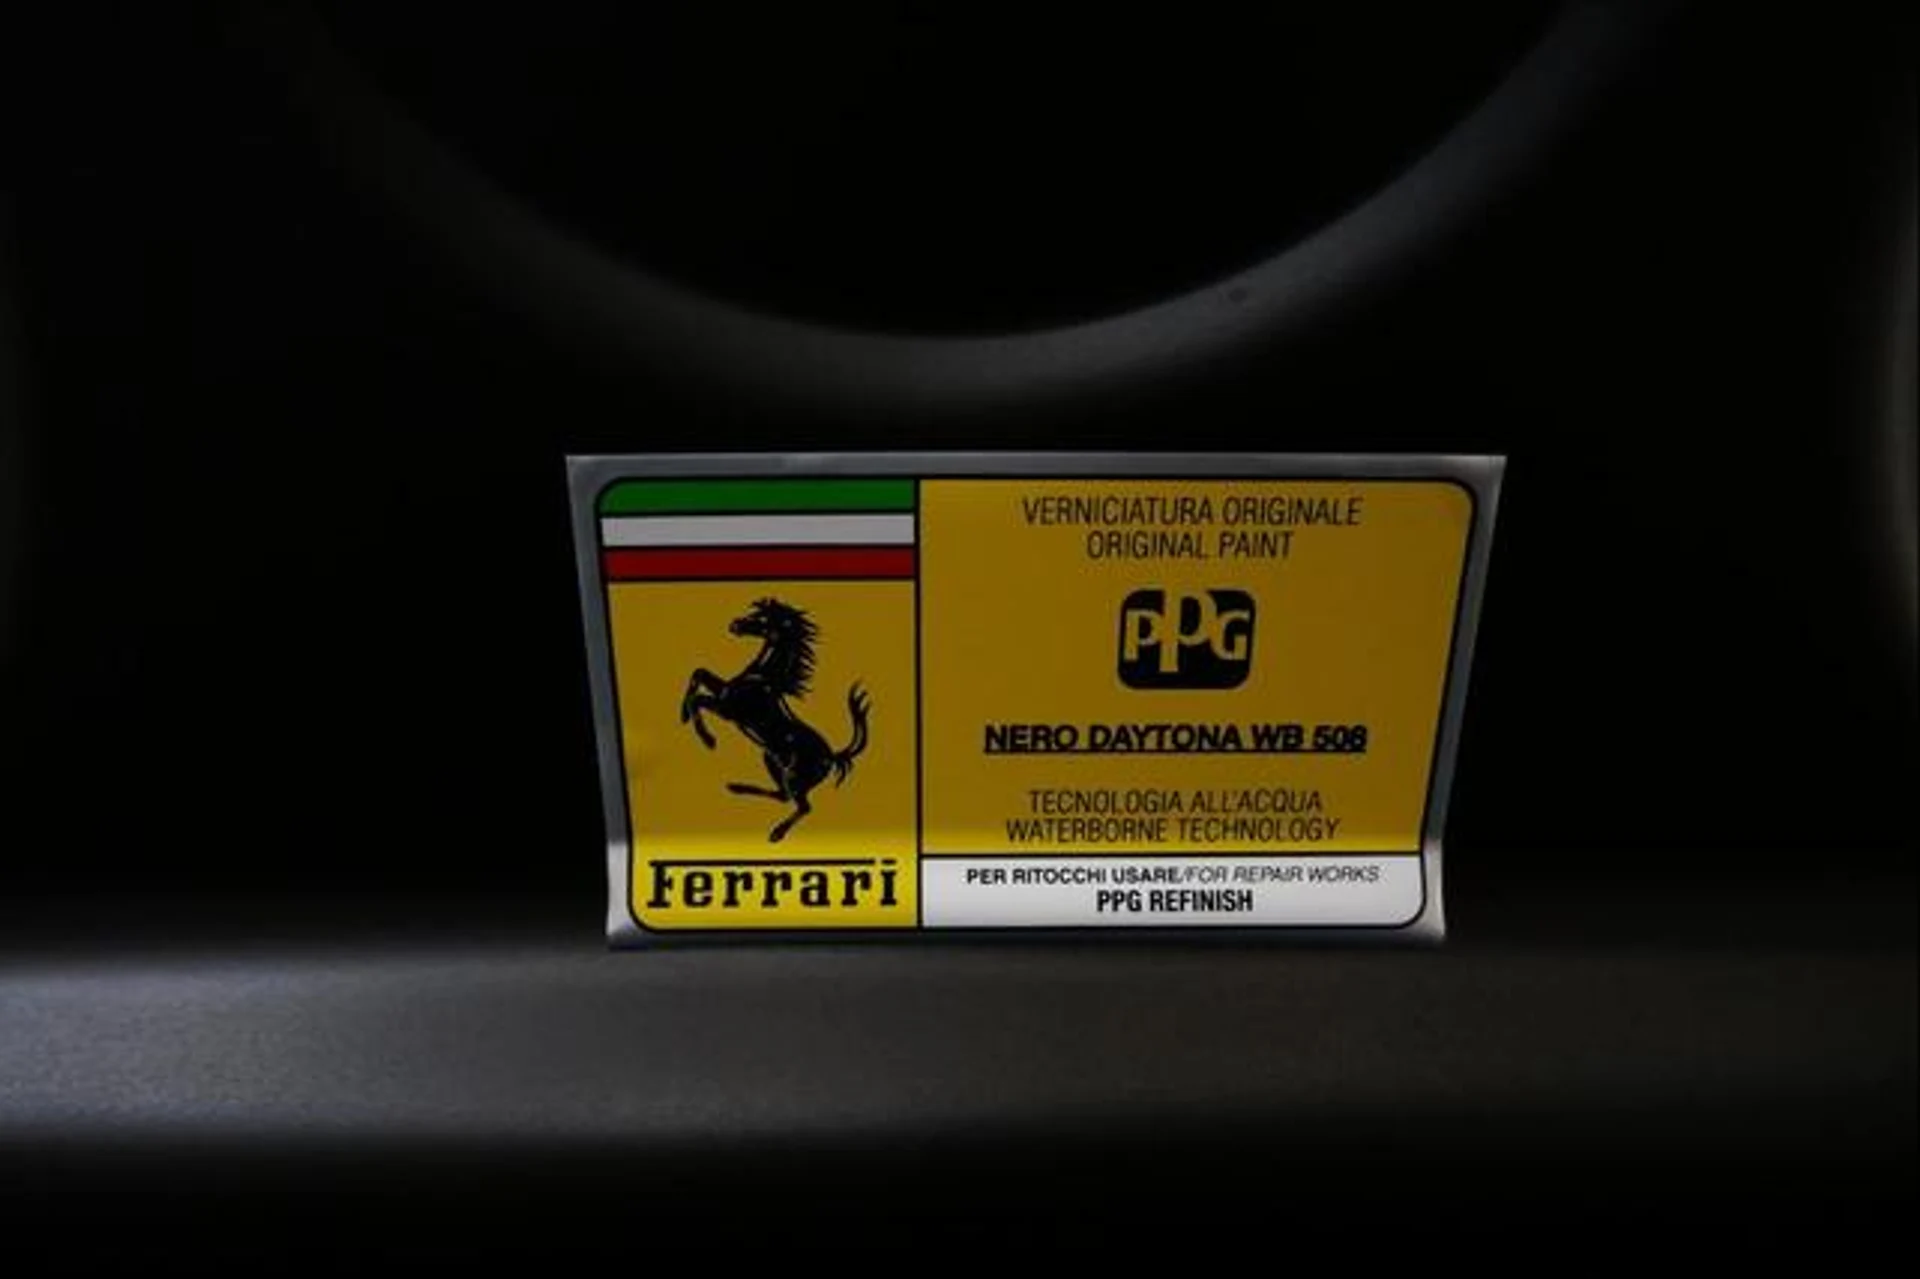 VERNICIATURA ORIGINALE
ORIGINAL PAINT
PPG
NERO DAYTONA WB 508
TECNOLOGIA ALL'ACQUA
WATERBORNE TECHNOLOGY
Ferrari
PER RITOCCHI USARE/FOR REPAIR WORKS
PPG REFINISH